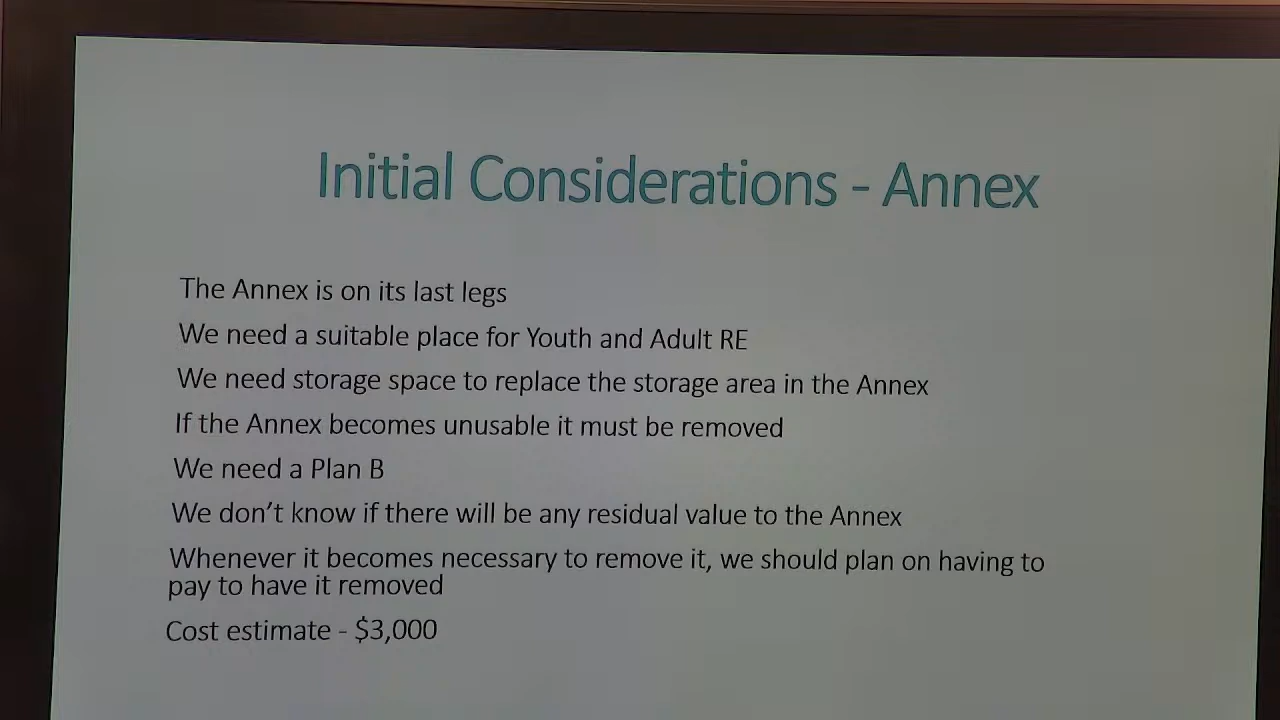 Initial Considerations - Annex
The Annex is on its last legs
We need a suitable place for Youth and Adult RE
We need storage space to replace the storage area in the Annex
If the Annex becomes unusable it must be removed
We need a Plan B
We don’t know if there will be any residual value to the Annex
Whenever it becomes necessary to remove it, we should plan on having to
pay to have it removed
Cost estimate - $3,000